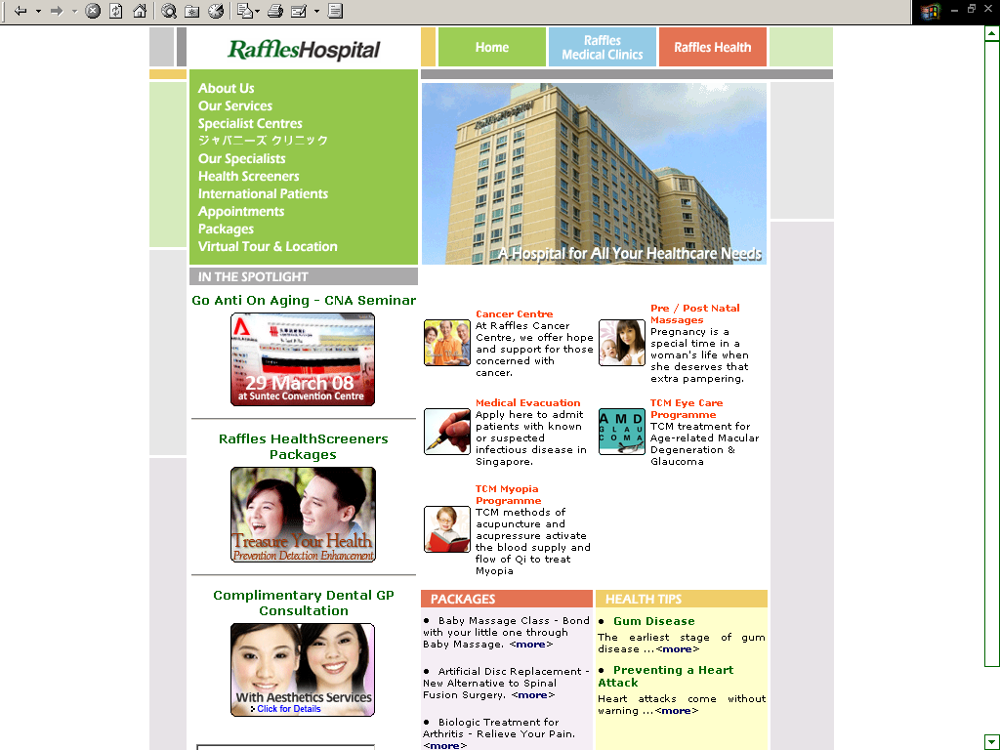 RafflesHospital
Home
Raffles
Medical Clinics
Raffles Health
About Us
Our Services
Specialist Centres
ジャパニーズ クリニック
Our Specialists
Health Screeners
International Patients
Appointments
Packages
Virtual Tour & Location
RafflesHospital
A Hospital for All Your Healthcare Needs
IN THE SPOTLIGHT
Go Anti On Aging - CNA Seminar
29 March 08
at Suntec Convention Centre
Raffles HealthScreeners
Packages
Treasure Your Health
Prevention Detection Enhancement
Complimentary Dental GP
Consultation
With Aesthetics Services
Click for Details
Cancer Centre
At Raffles Cancer
Centre, we offer hope
and support for those
concerned with
cancer.
Pre / Post Natal
Massages
Pregnancy is a
special time in a
woman's life when
she deserves that
extra pampering.
Medical Evacuation
Apply here to admit
patients with known
or suspected
infectious disease in
Singapore.
AMD
GLAU
COMA
TCM Eye Care
Programme
TCM treatment for
Age-related Macular
Degeneration &
Glaucoma
TCM Myopia
Programme
TCM methods of
acupuncture and
acupressure activate
the blood supply and
flow of Qi to treat
Myopia
PACKAGES
• Baby Massage Class - Bond
with your little one through
Baby Massage. <more>
• Artificial Disc Replacement -
New Alternative to Spinal
Fusion Surgery. <more>
• Biologic Treatment for
Arthritis - Relieve Your Pain.
<more>
HEALTH TIPS
• Gum Disease
The earliest stage of gum
disease ...<more>
• Preventing a Heart
Attack
Heart attacks come without
warning ...<more>